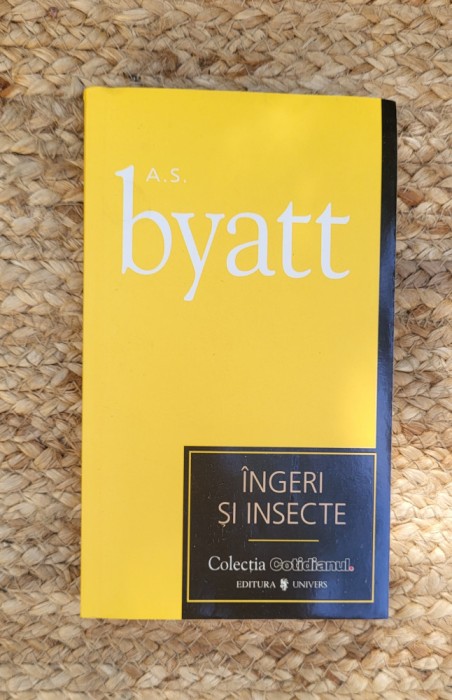 A.S.
byatt
ÎNGERI
ȘI INSECTE
Colecția Cotidianul.
EDITURA UNIVERS